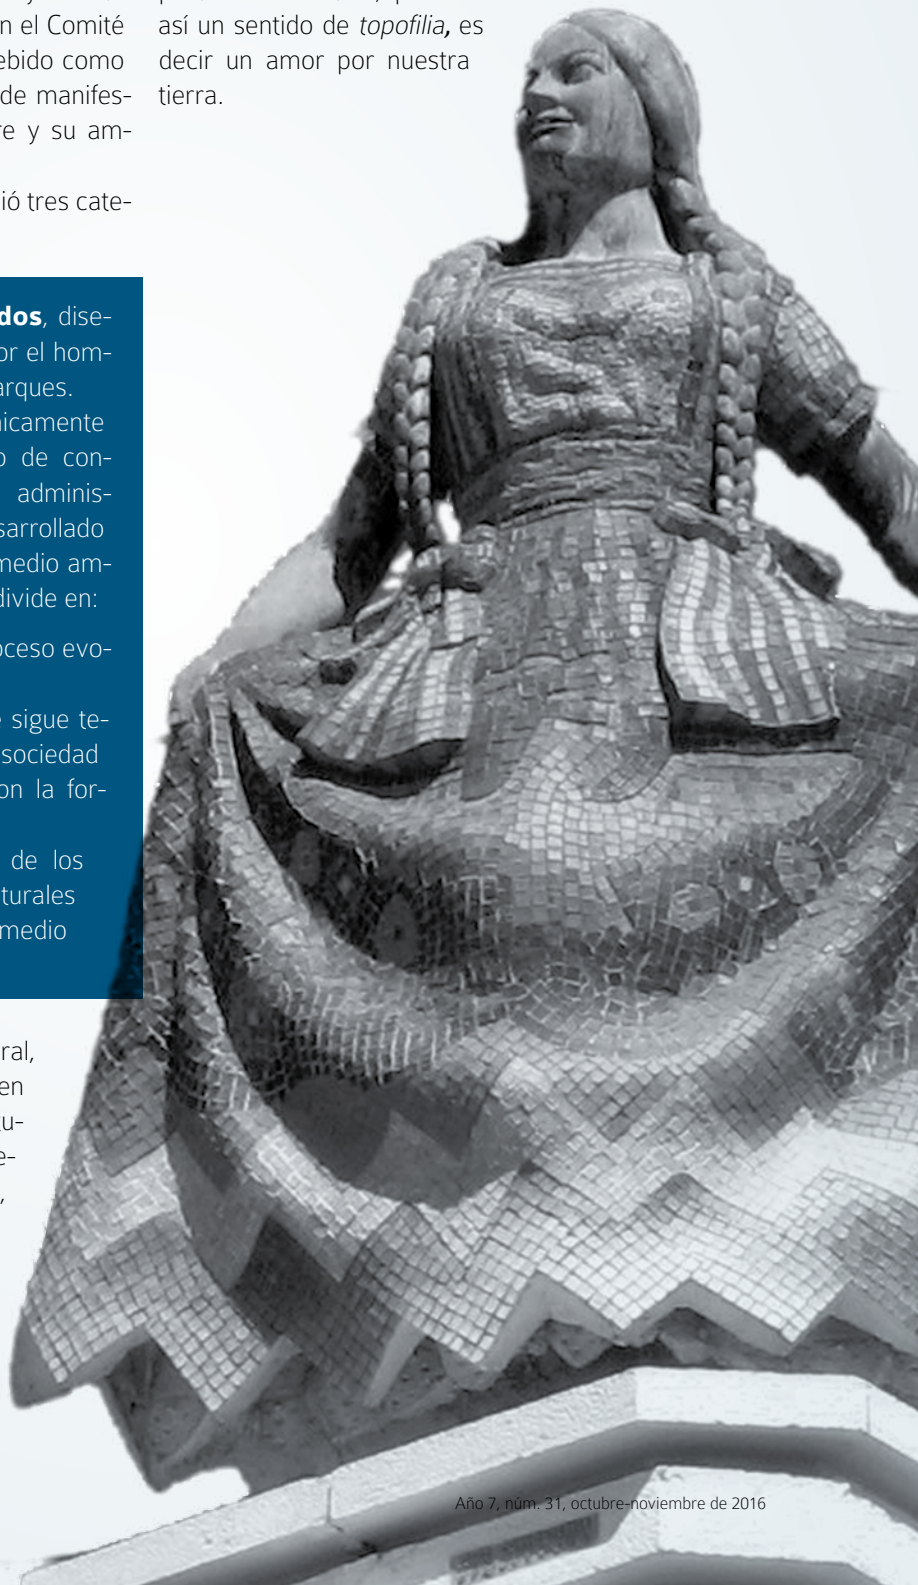 n el Comité
ebido como
de manifes-
re y su am-
ió tres cate-
dos, dise-
or el hom-
arques.
nicamente
o de con-
adminis-
sarrollado
medio am-
divide en:
oceso evo-
e sigue te-
sociedad
on la for-
de los
turales
medio
ral,
en
tu-
e-
,
así un sentido de topofilia, es
decir un amor por nuestra
tierra.
Año 7, núm. 31, octubre-noviembre de 2016